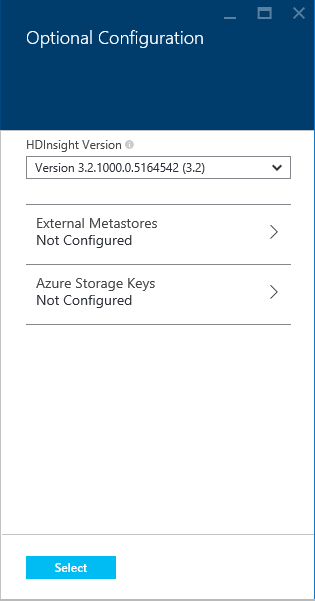 Optional Configuration
HDInsight Version
Version 3.2.1000.0.5164542 (3.2)
External Metastores
Not Configured
Azure Storage Keys
Not Configured
Select